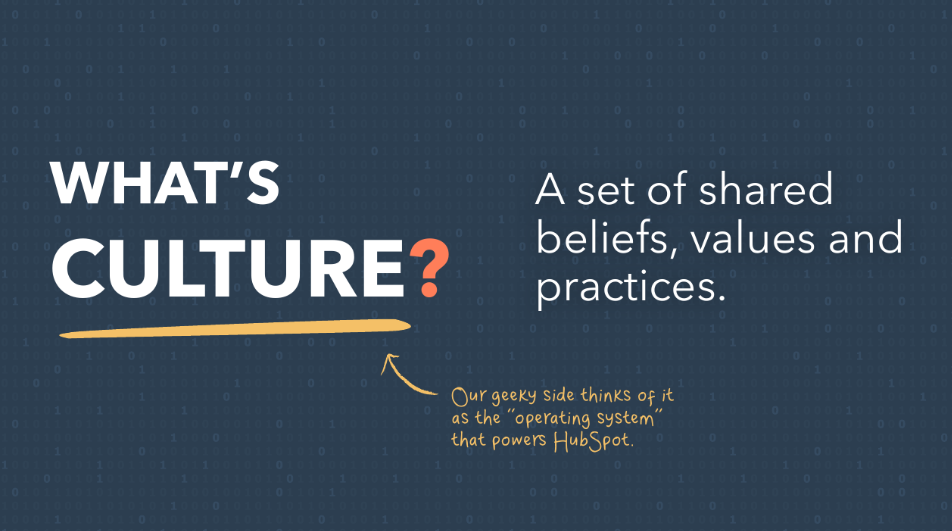 WHAT'S
CULTURE?
A set of shared
beliefs, values and
practices.
Our geeky side thinks of it
as the "operating system"
that powers HubSpot.